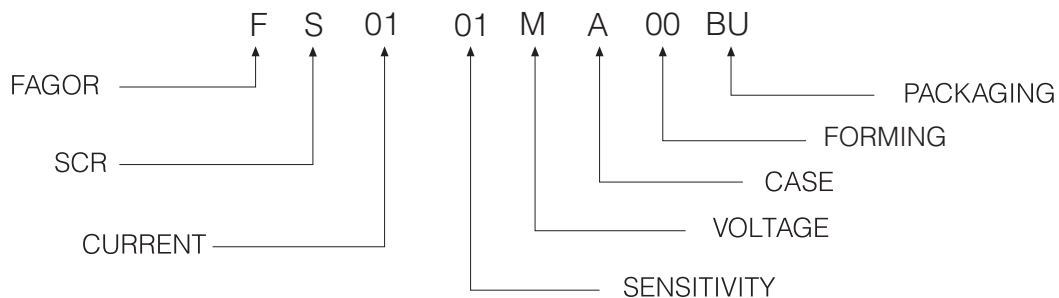 F S 01 01 M A 00 BU
FAGOR
PACKAGING
FORMING
SCR
CASE
VOLTAGE
CURRENT
SENSITIVITY